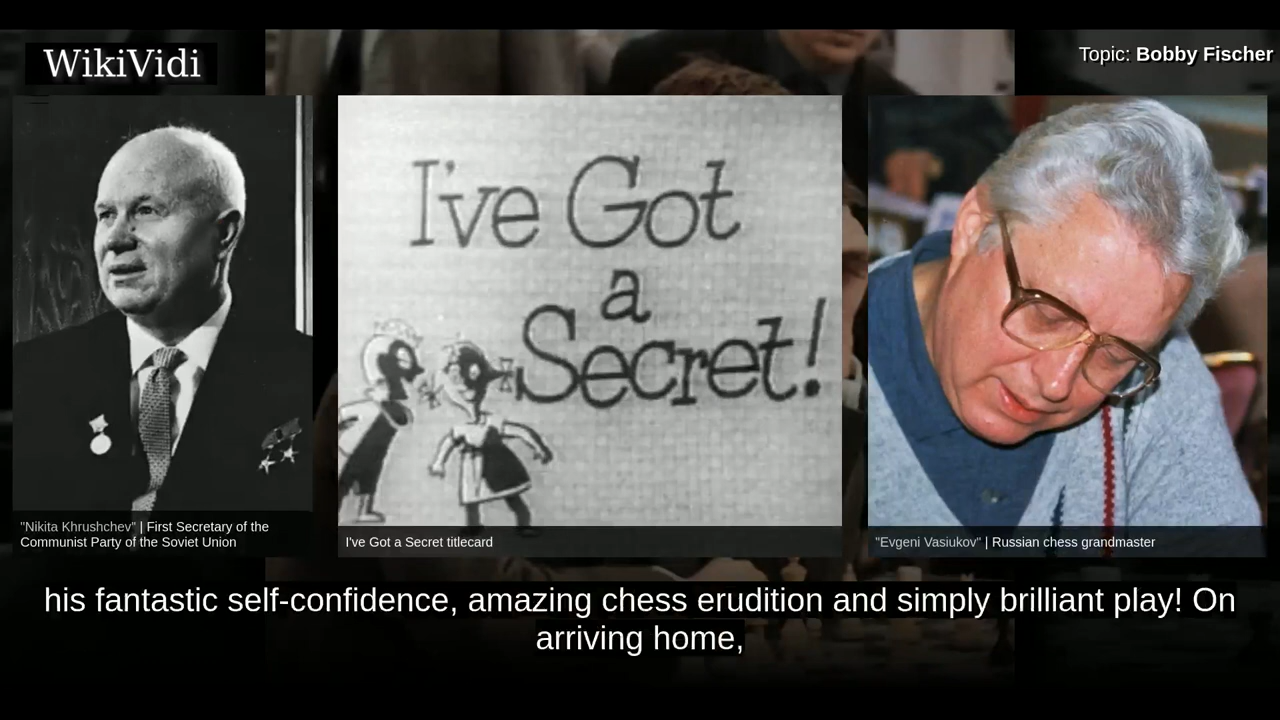 WikiVidi
Topic: Bobby Fischer
I've Got
a
Secret!
"Nikita Khrushchev" | First Secretary of the
Communist Party of the Soviet Union
I've Got a Secret titlecard
"Evgeni Vasiukov" | Russian chess grandmaster
his fantastic self-confidence, amazing chess erudition and simply brilliant play! On
arriving home,